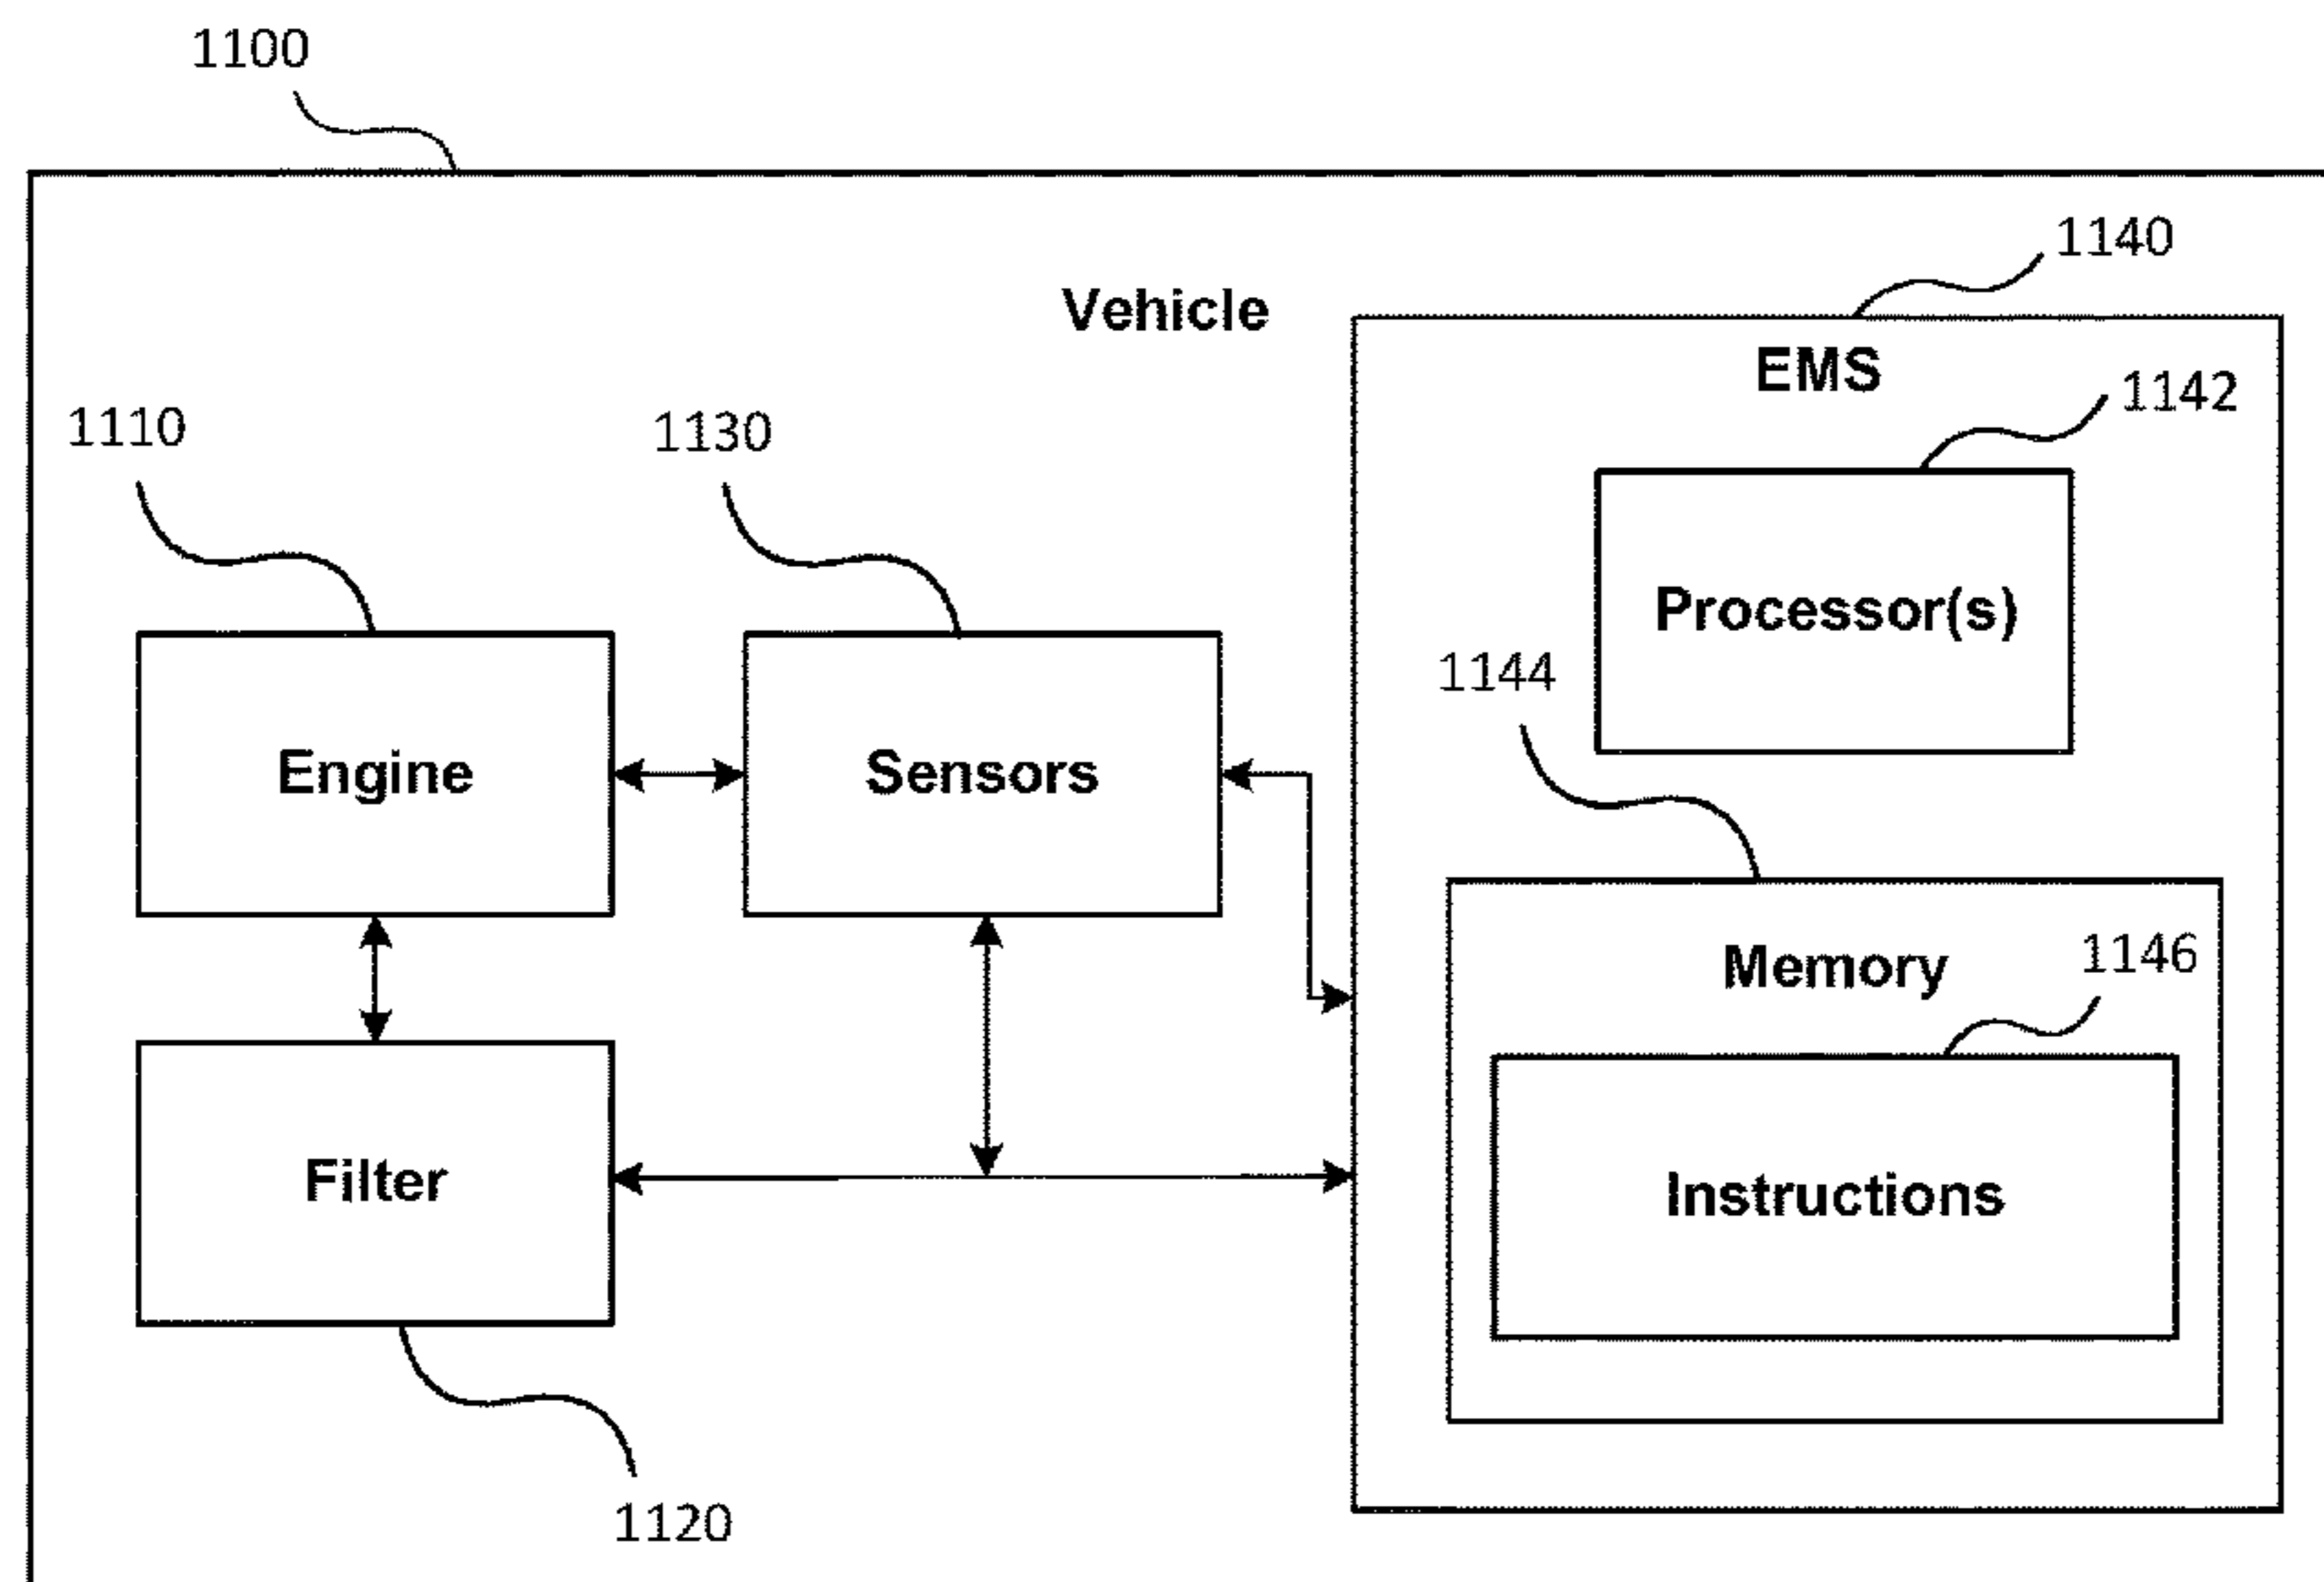 1100
1140
Vehicle
EMS
1142
1110
1130
Processor(s)
1144
Engine
Sensors
Memory
1146
Filter
Instructions
1120